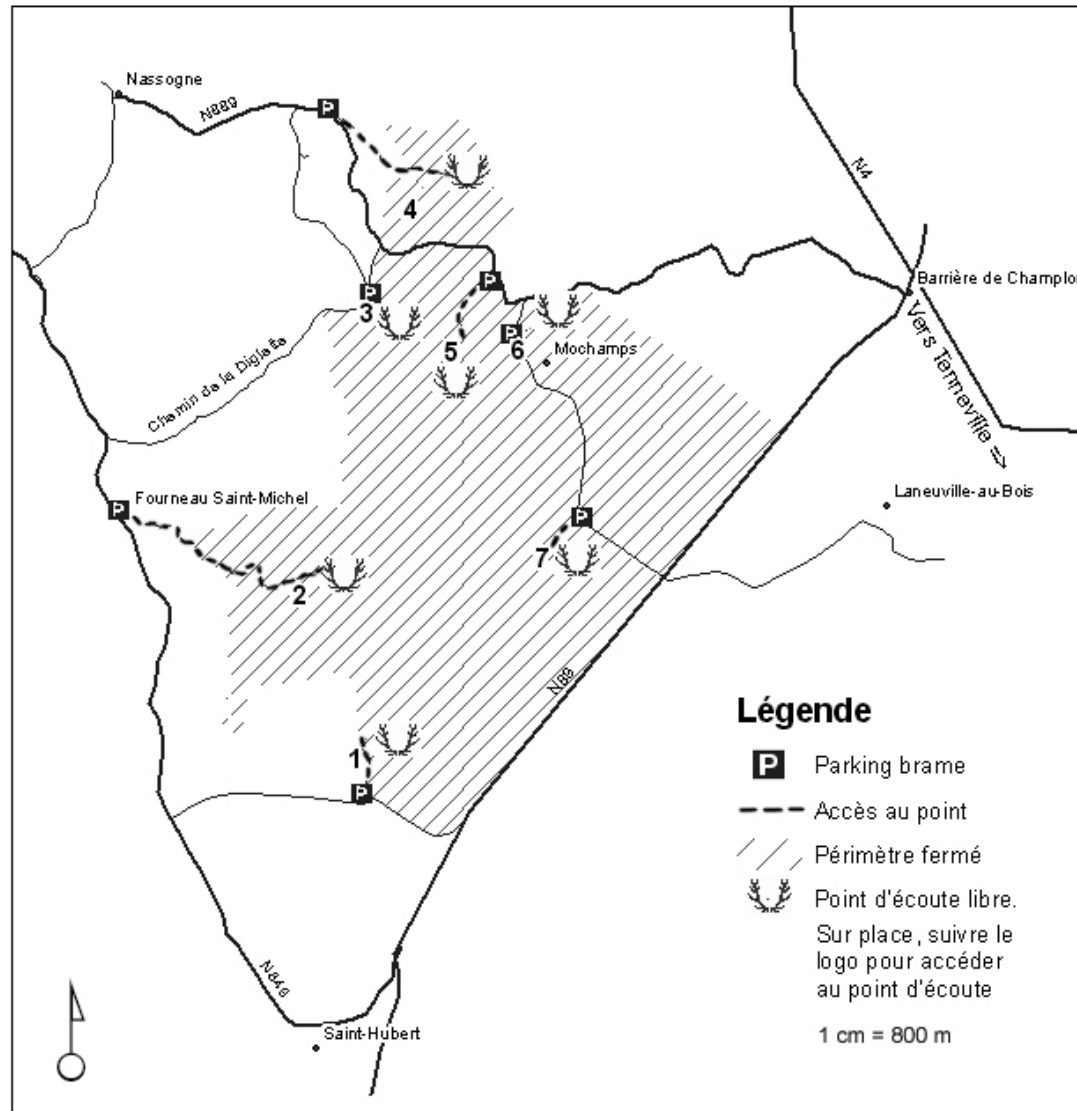 Nassogne
N889
P
N4
4
Barrière de Champlon
P
P
3
5
P
6
Mochamps
Vers Tenneville =>
Chemin de la Diglette
Fourneau Saint-Michel
P
Laneuville-au-Bois
P
7
2
N89
1
P
Légende
P Parking brame
Accès au point
Périmètre fermé
Point d'écoute libre.
Sur place, suivre le
logo pour accéder
au point d'écoute
1 cm = 800 m
N849
Saint-Hubert